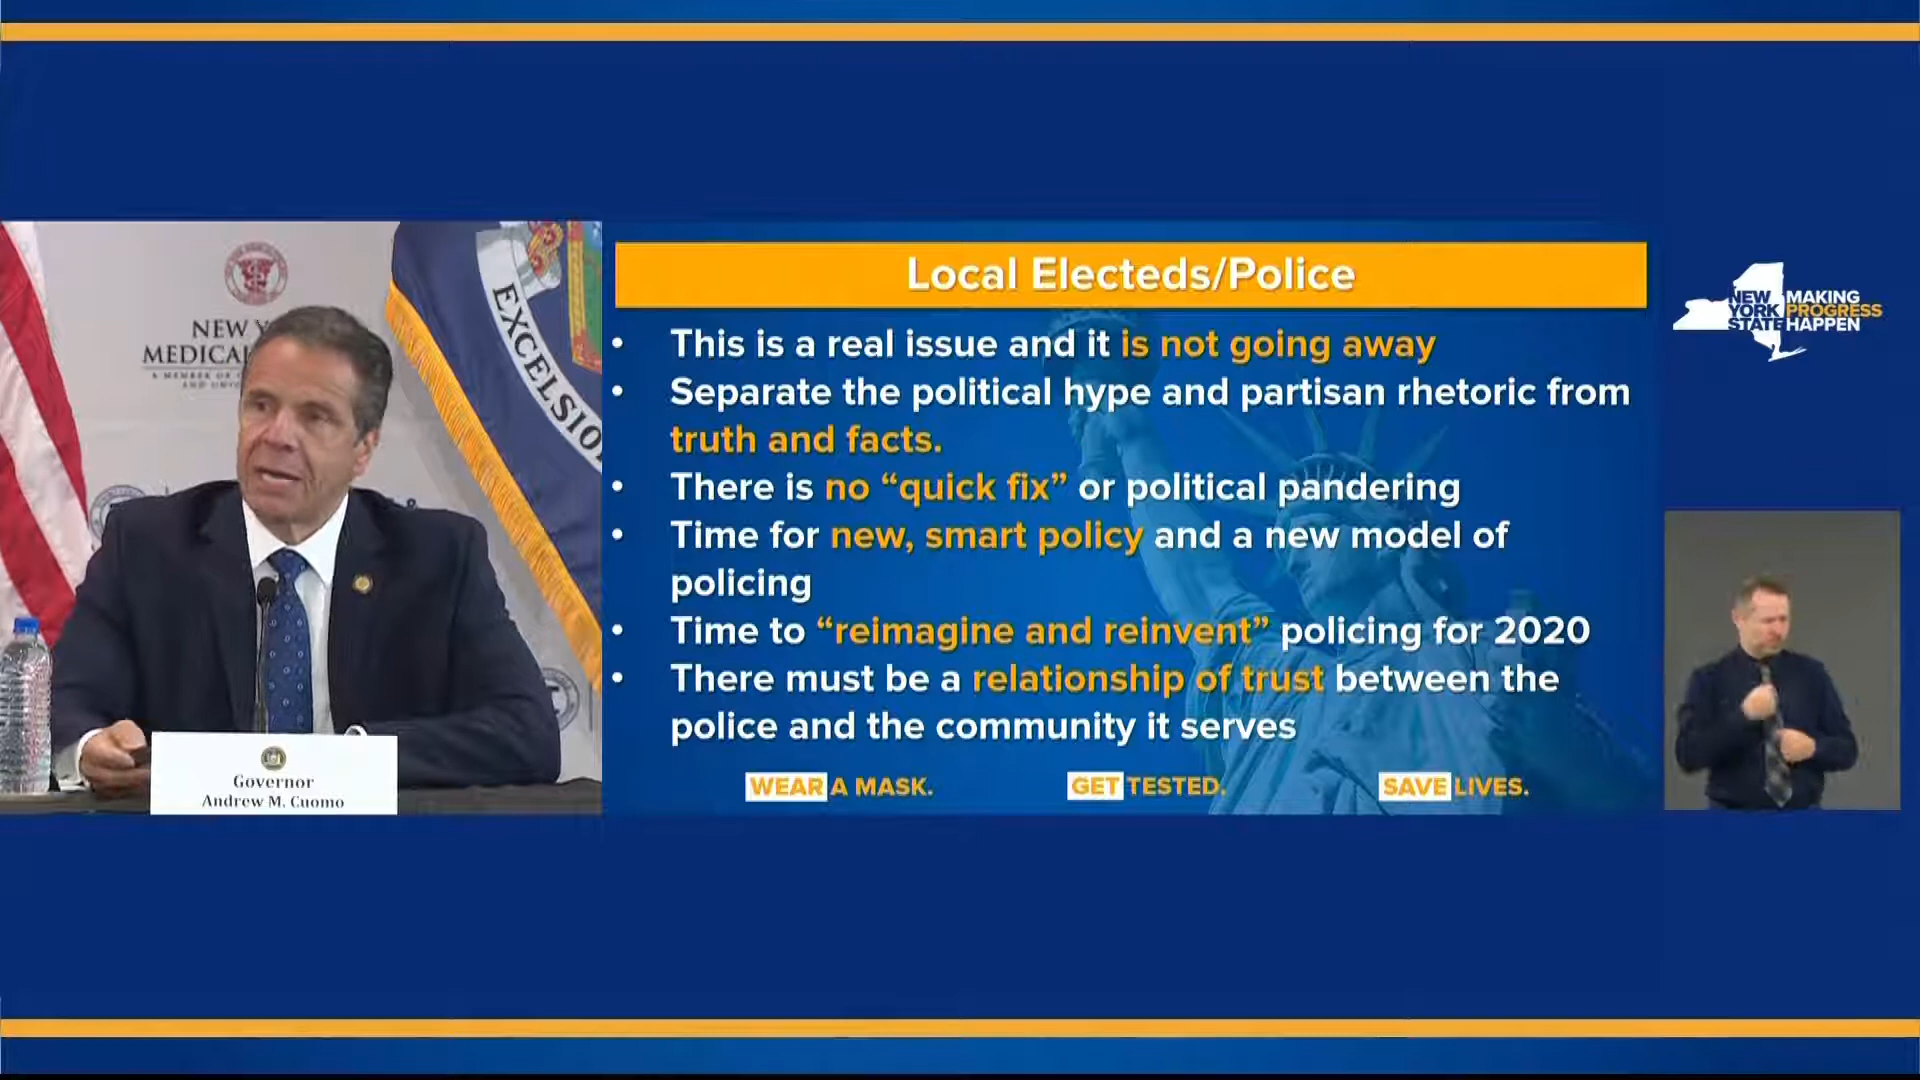 Local Electeds/Police
• This is a real issue and it is not going away
• Separate the political hype and partisan rhetoric from
truth and facts.
• There is no “quick fix” or political pandering
• Time for new, smart policy and a new model of
policing
• Time to “reimagine and reinvent” policing for 2020
• There must be a relationship of trust between the
police and the community it serves
WEAR A MASK. GET TESTED. SAVE LIVES.
NEW
MEDICAL
EXCELSIO
Governor
Andrew M. Cuomo
NEW YORK STATE
MAKING
PROGRESS
HAPPEN